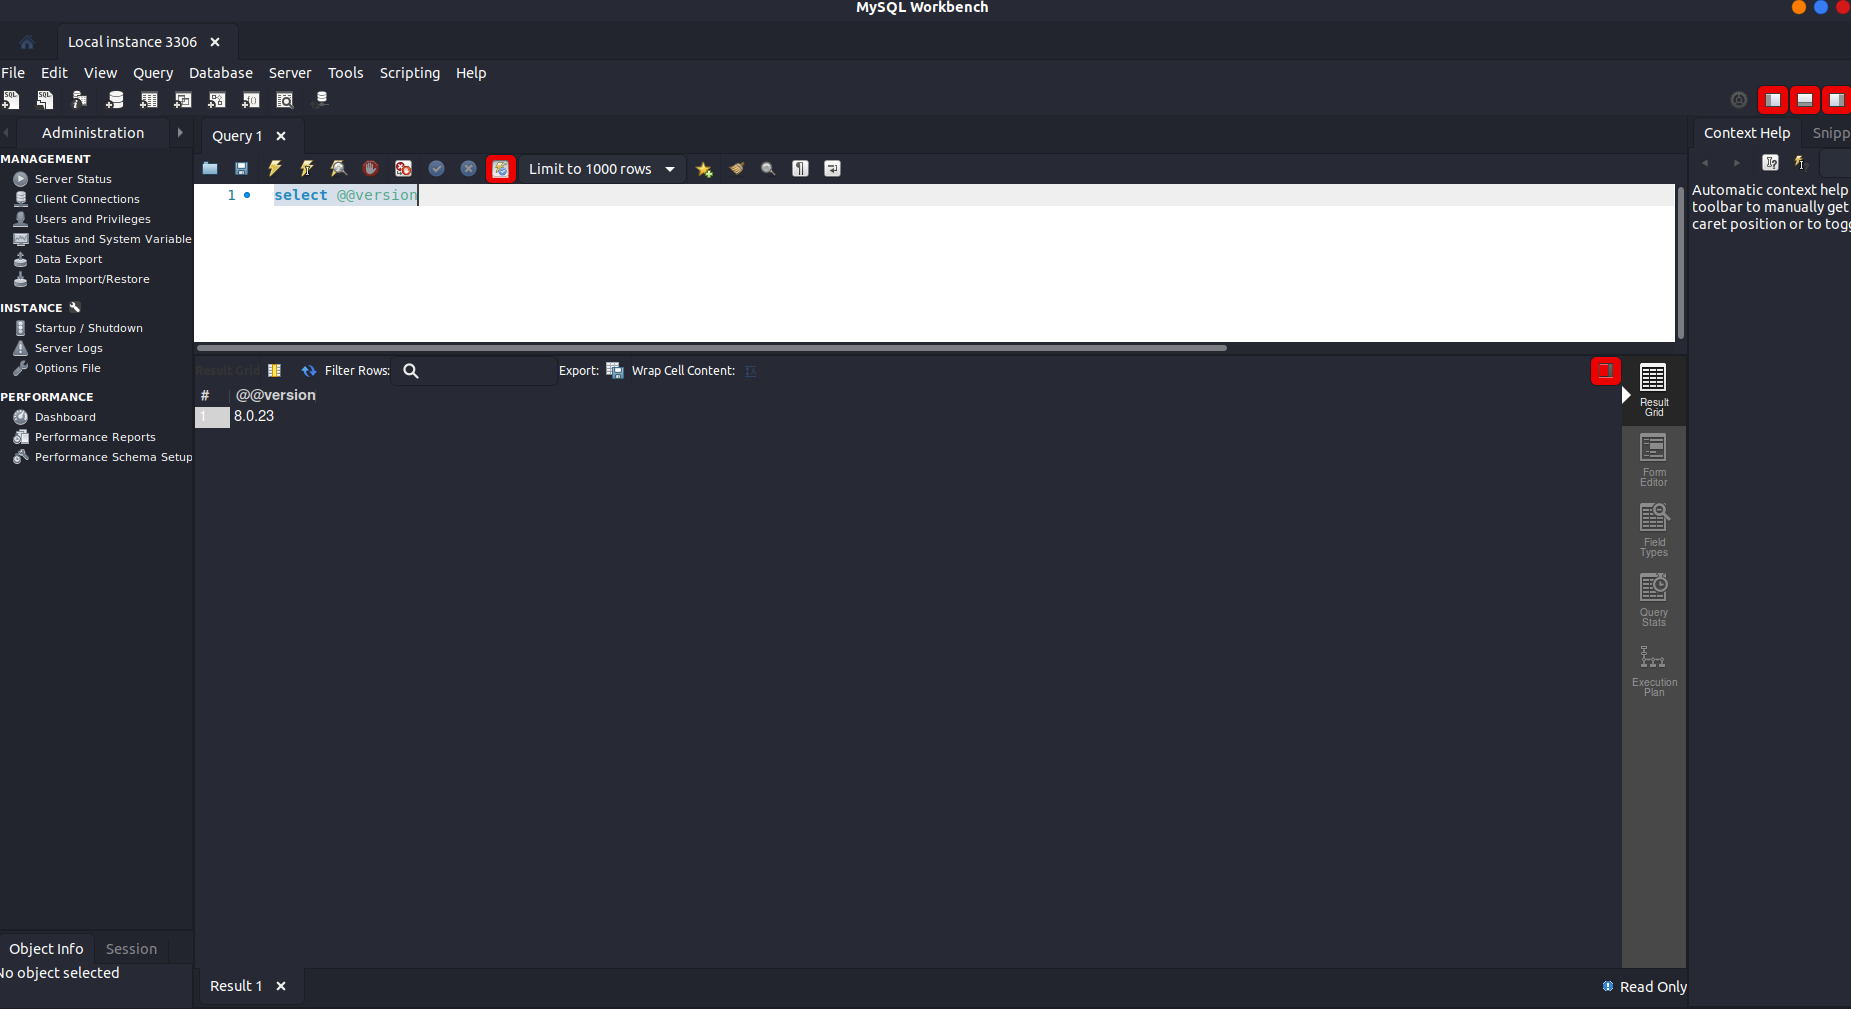 MySQL Workbench
Local instance 3306
File Edit View Query Database Server Tools Scripting Help
Administration
MANAGEMENT
Server Status
Client Connections
Users and Privileges
Status and System Variable
Data Export
Data Import/Restore
INSTANCE
Startup / Shutdown
Server Logs
Options File
PERFORMANCE
Dashboard
Performance Reports
Performance Schema Setup
Object Info Session
No object selected
Query 1
Limit to 1000 rows
1 select @@version
Result Grid Filter Rows: Export: Wrap Cell Content:
# @@version
1 8.0.23
Result
Grid
Form
Editor
Field
Types
Query
Stats
Execution
Plan
Result 1
Read Only
Context Help Snipp
Automatic context help
toolbar to manually get
caret position or to togg